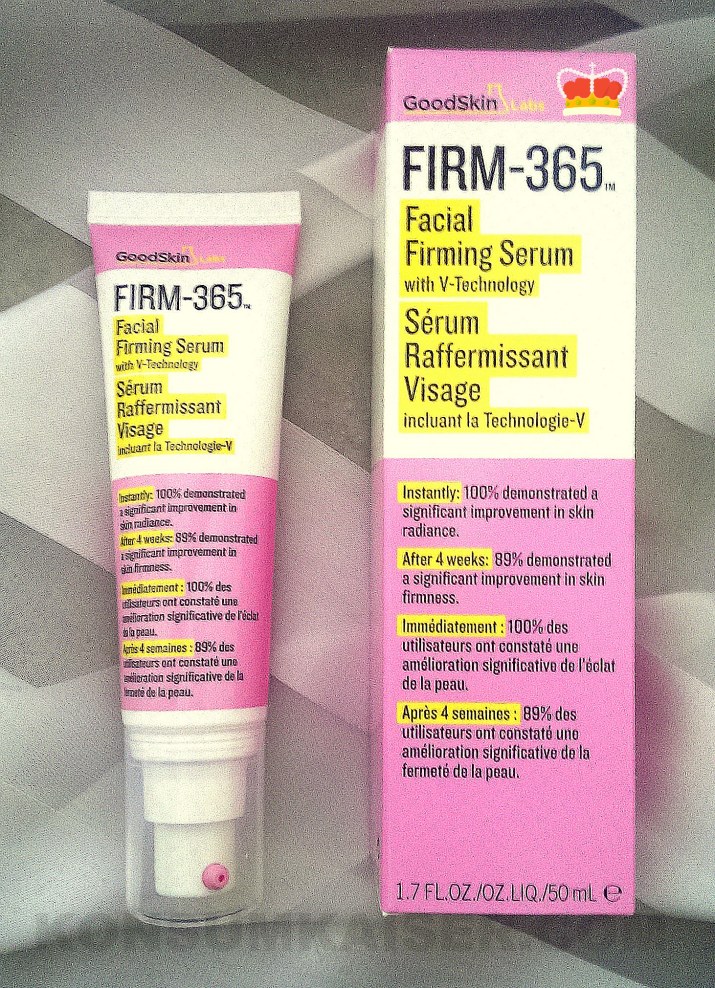 GoodSkin Labs
FIRM-365™
Facial
Firming Serum
with V-Technology
Sérum
Raffermissant
Visage
incluant la Technologie-V
Instantly: 100% demonstrated
a significant improvement in
skin radiance.
After 4 weeks: 89% demonstrated
a significant improvement in
skin firmness.
Immédiatement : 100% des
utilisateurs ont constaté une
amélioration significative de l'éclat
de la peau.
Après 4 semaines : 89% des
utilisateurs ont constaté une
amélioration significative de la
fermeté de la peau.
GoodSkin Labs
FIRM-365™
Facial
Firming Serum
with V-Technology
Sérum
Raffermissant
Visage
incluant la Technologie-V
Instantly: 100% demonstrated a
significant improvement in skin
radiance.
After 4 weeks: 89% demonstrated
a significant improvement in skin
firmness.
Immédiatement : 100% des
utilisateurs ont constaté une
amélioration significative de l'éclat
de la peau.
Après 4 semaines : 89% des
utilisateurs ont constaté une
amélioration significative de la
fermeté de la peau.
1.7 FL.OZ./OZ.LIQ./50 mL ℮